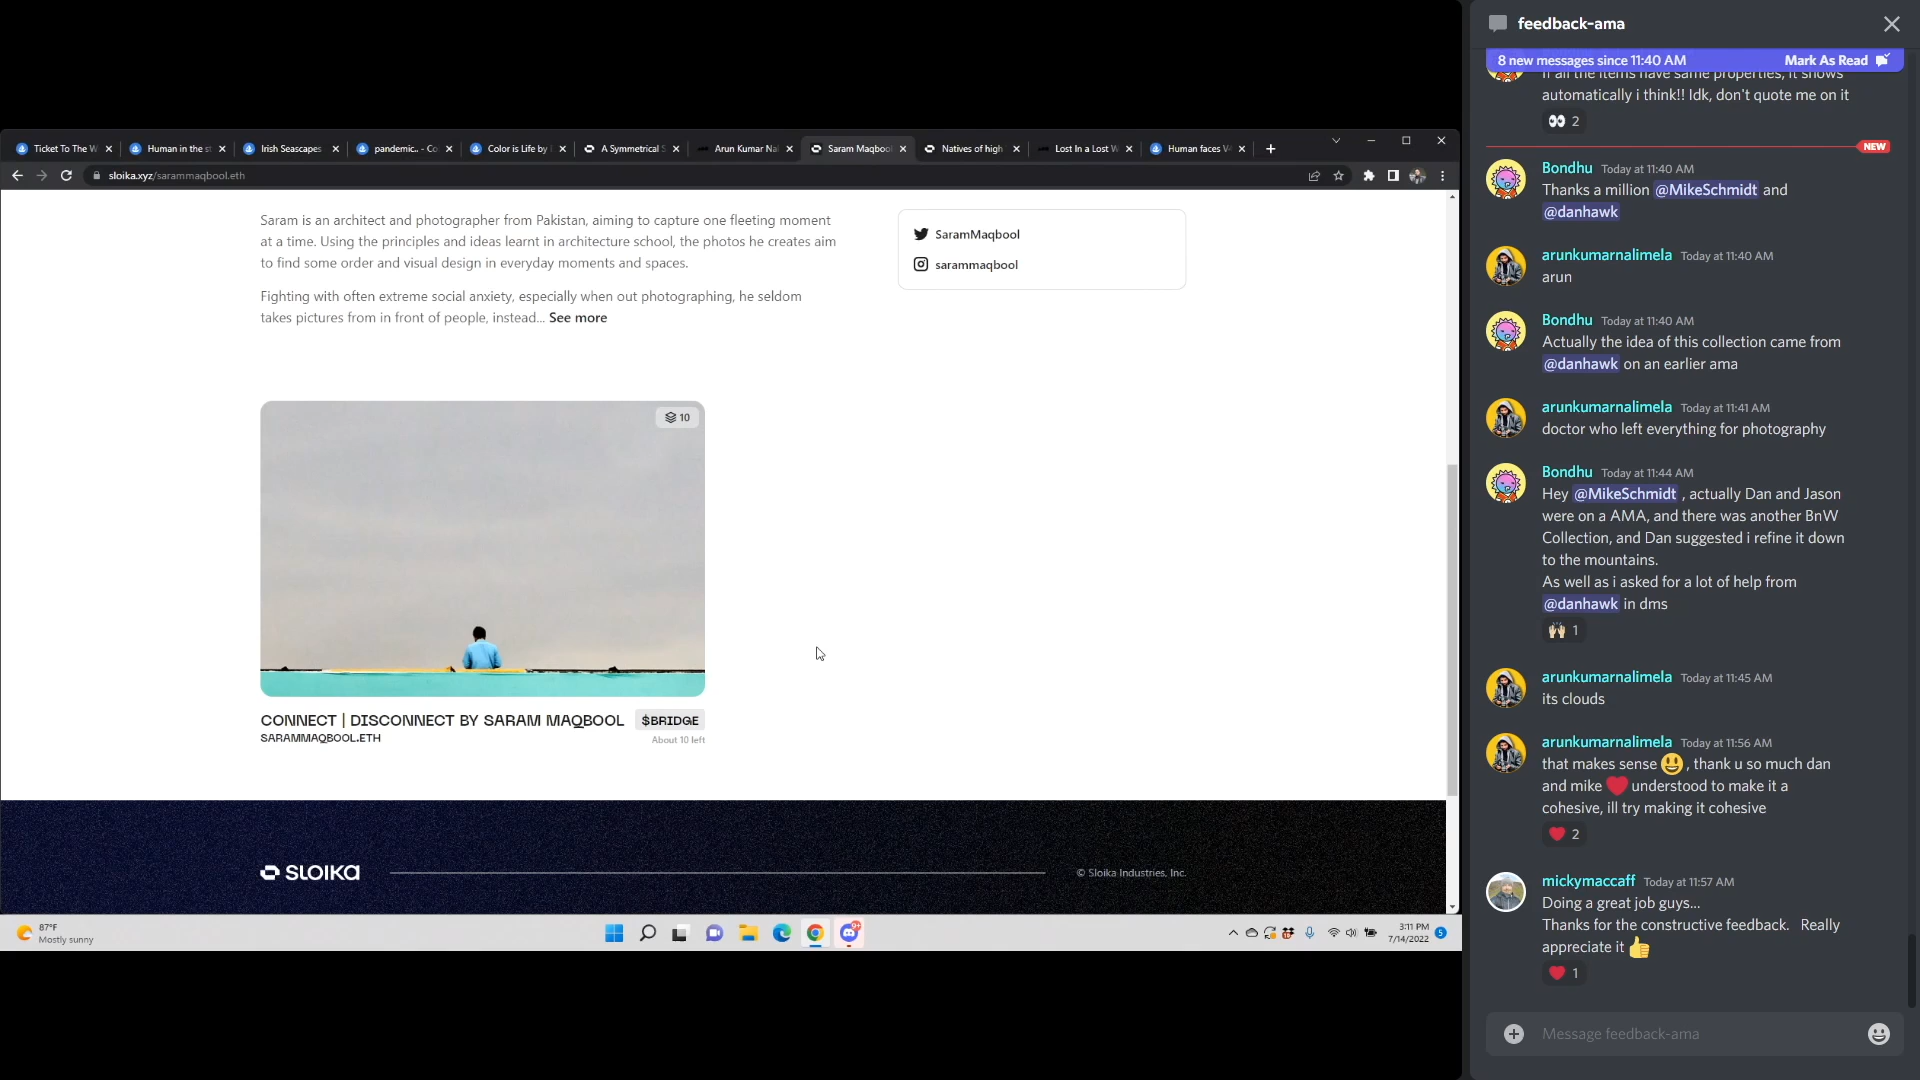 Ticket To The W
Human in the st
Irish Seascapes
pandemic.. - Co
Color is Life by
A Symmetrical S
Arun Kumar Nal
Saram Maqbool
Natives of high
Lost In a Lost W
Human faces V
sloika.xyz/sarammaqbool.eth
Saram is an architect and photographer from Pakistan, aiming to capture one fleeting moment
at a time. Using the principles and ideas learnt in architecture school, the photos he creates aim
to find some order and visual design in everyday moments and spaces.
Fighting with often extreme social anxiety, especially when out photographing, he seldom
takes pictures from in front of people, instead... See more
SaramMaqbool
sarammaqbool
10
CONNECT | DISCONNECT BY SARAM MAQBOOL
$BRIDGE
SARAMMAQBOOL.ETH
About 10 left
SLOIKA
© Sloika Industries, Inc.
87°F
Mostly sunny
9+
3:11 PM
7/14/2022
5
feedback-ama
8 new messages since 11:40 AM
Mark As Read
If all the items have same properties, it shows
automatically i think!! Idk, don't quote me on it
2
NEW
Bondhu Today at 11:40 AM
Thanks a million @MikeSchmidt and
@danhawk
arunkumarnalimela Today at 11:40 AM
arun
Bondhu Today at 11:40 AM
Actually the idea of this collection came from
@danhawk on an earlier ama
arunkumarnalimela Today at 11:41 AM
doctor who left everything for photography
Bondhu Today at 11:44 AM
Hey @MikeSchmidt , actually Dan and Jason
were on a AMA, and there was another BnW
Collection, and Dan suggested i refine it down
to the mountains.
As well as i asked for a lot of help from
@danhawk in dms
1
arunkumarnalimela Today at 11:45 AM
its clouds
arunkumarnalimela Today at 11:56 AM
that makes sense 😃 , thank u so much dan
and mike ❤️ understood to make it a
cohesive, ill try making it cohesive
2
mickymaccaff Today at 11:57 AM
Doing a great job guys...
Thanks for the constructive feedback. Really
appreciate it 👍
1
Message feedback-ama